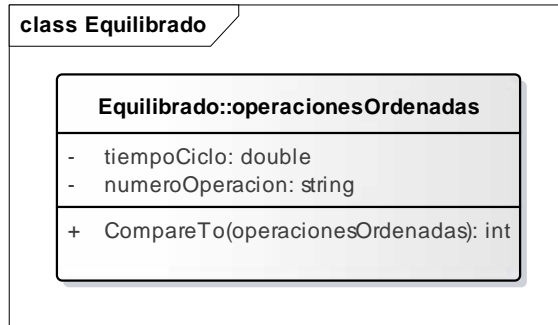 class Equilibrado
Equilibrado::operacionesOrdenadas
- tiempoCiclo: double
- numeroOperacion: string
+ CompareTo(operacionesOrdenadas): int